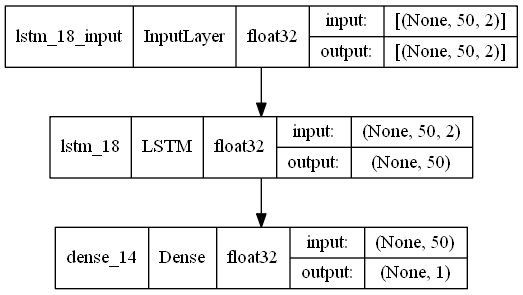 lstm_18_input InputLayer float32 input: [(None, 50, 2)]
output: [(None, 50, 2)]
lstm_18 LSTM float32 input: (None, 50, 2)
output: (None, 50)
dense_14 Dense float32 input: (None, 50)
output: (None, 1)